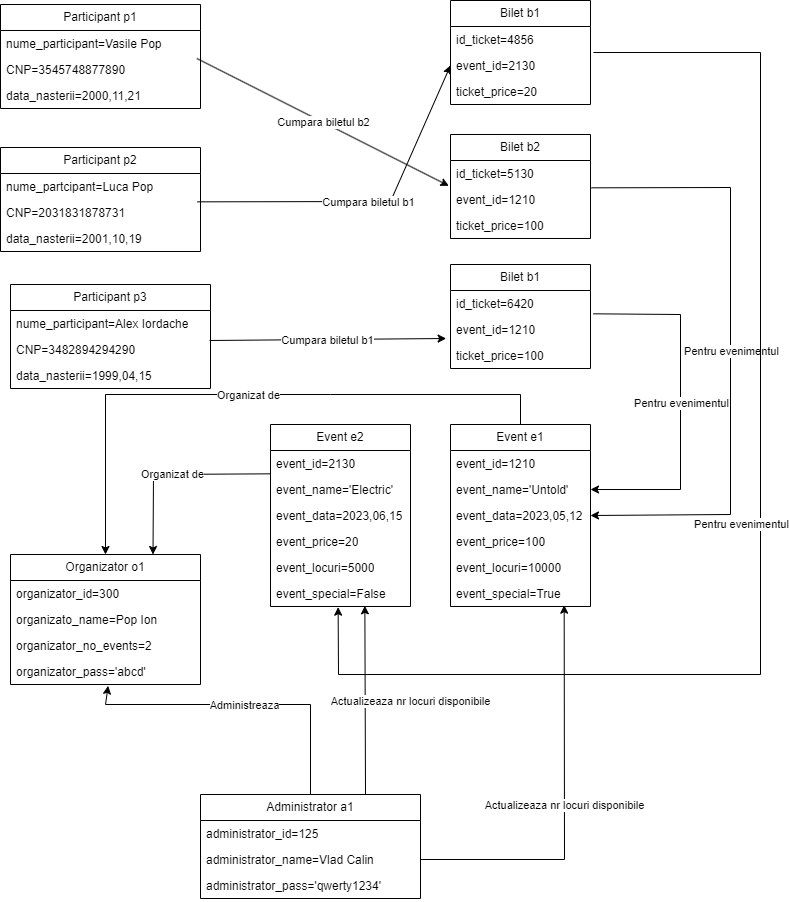 Participant p1
nume_participant=Vasile Pop
CNP=3545748877890
data_nasterii=2000,11,21
Bilet b1
id_ticket=4856
event_id=2130
ticket_price=20
Cumpara biletul b2
Participant p2
nume_partcipant=Luca Pop
CNP=2031831878731
data_nasterii=2001,10,19
Cumpara biletul b1
Bilet b2
id_ticket=5130
event_id=1210
ticket_price=100
Participant p3
nume_participant=Alex Iordache
CNP=3482894294290
data_nasterii=1999,04,15
Cumpara biletul b1
Bilet b1
id_ticket=6420
event_id=1210
ticket_price=100
Pentru evenimentul
Pentru evenimentul
Pentru evenimentul
Organizat de
Organizat de
Event e2
event_id=2130
event_name='Electric'
event_data=2023,06,15
event_price=20
event_locuri=5000
event_special=False
Event e1
event_id=1210
event_name='Untold'
event_data=2023,05,12
event_price=100
event_locuri=10000
event_special=True
Organizator o1
organizator_id=300
organizato_name=Pop Ion
organizator_no_events=2
organizator_pass='abcd'
Administreaza
Actualizeaza nr locuri disponibile
Actualizeaza nr locuri disponibile
Administrator a1
administrator_id=125
administrator_name=Vlad Calin
administrator_pass='qwerty1234'